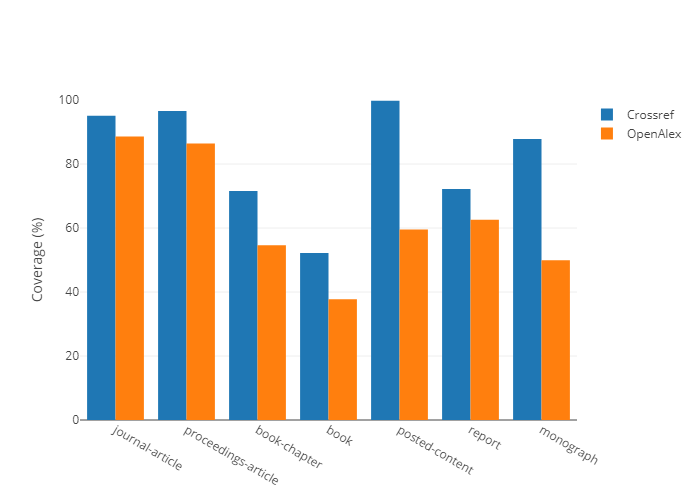 100
80
60
40
20
0
Coverage (%)
journal-article
proceedings-article
book-chapter
book
posted-content
report
monograph
Crossref
OpenAlex